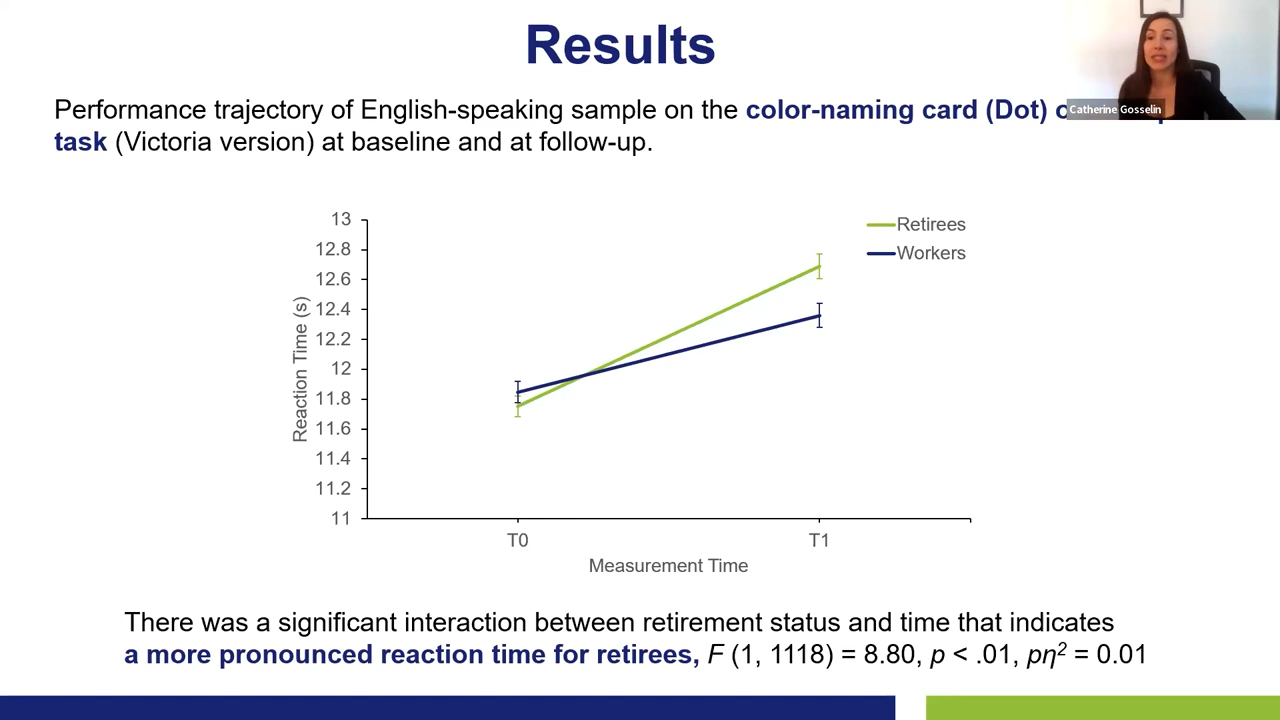 Results
Performance trajectory of English-speaking sample on the color-naming card (Dot)
task (Victoria version) at baseline and at follow-up.
Catherine Gosselin
Retirees
Workers
Reaction Time (s)
13
12.8
12.6
12.4
12.2
12
11.8
11.6
11.4
11.2
11
T0 T1
Measurement Time
There was a significant interaction between retirement status and time that indicates
a more pronounced reaction time for retirees, F (1, 1118) = 8.80, p < .01, pη² = 0.01